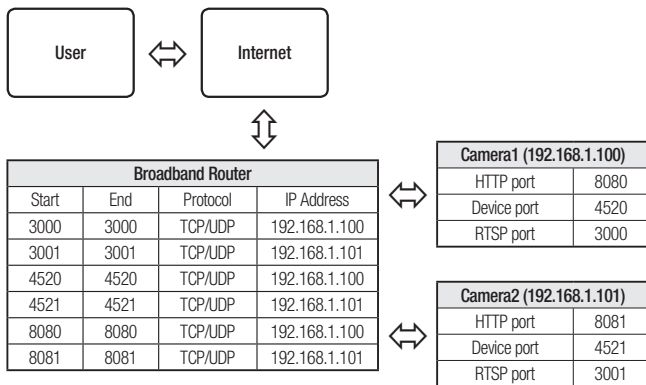 User
Internet
Broadband Router
Start End Protocol IP Address
3000 3000 TCP/UDP 192.168.1.100
3001 3001 TCP/UDP 192.168.1.101
4520 4520 TCP/UDP 192.168.1.100
4521 4521 TCP/UDP 192.168.1.101
8080 8080 TCP/UDP 192.168.1.100
8081 8081 TCP/UDP 192.168.1.101
Camera1 (192.168.1.100)
HTTP port 8080
Device port 4520
RTSP port 3000
Camera2 (192.168.1.101)
HTTP port 8081
Device port 4521
RTSP port 3001